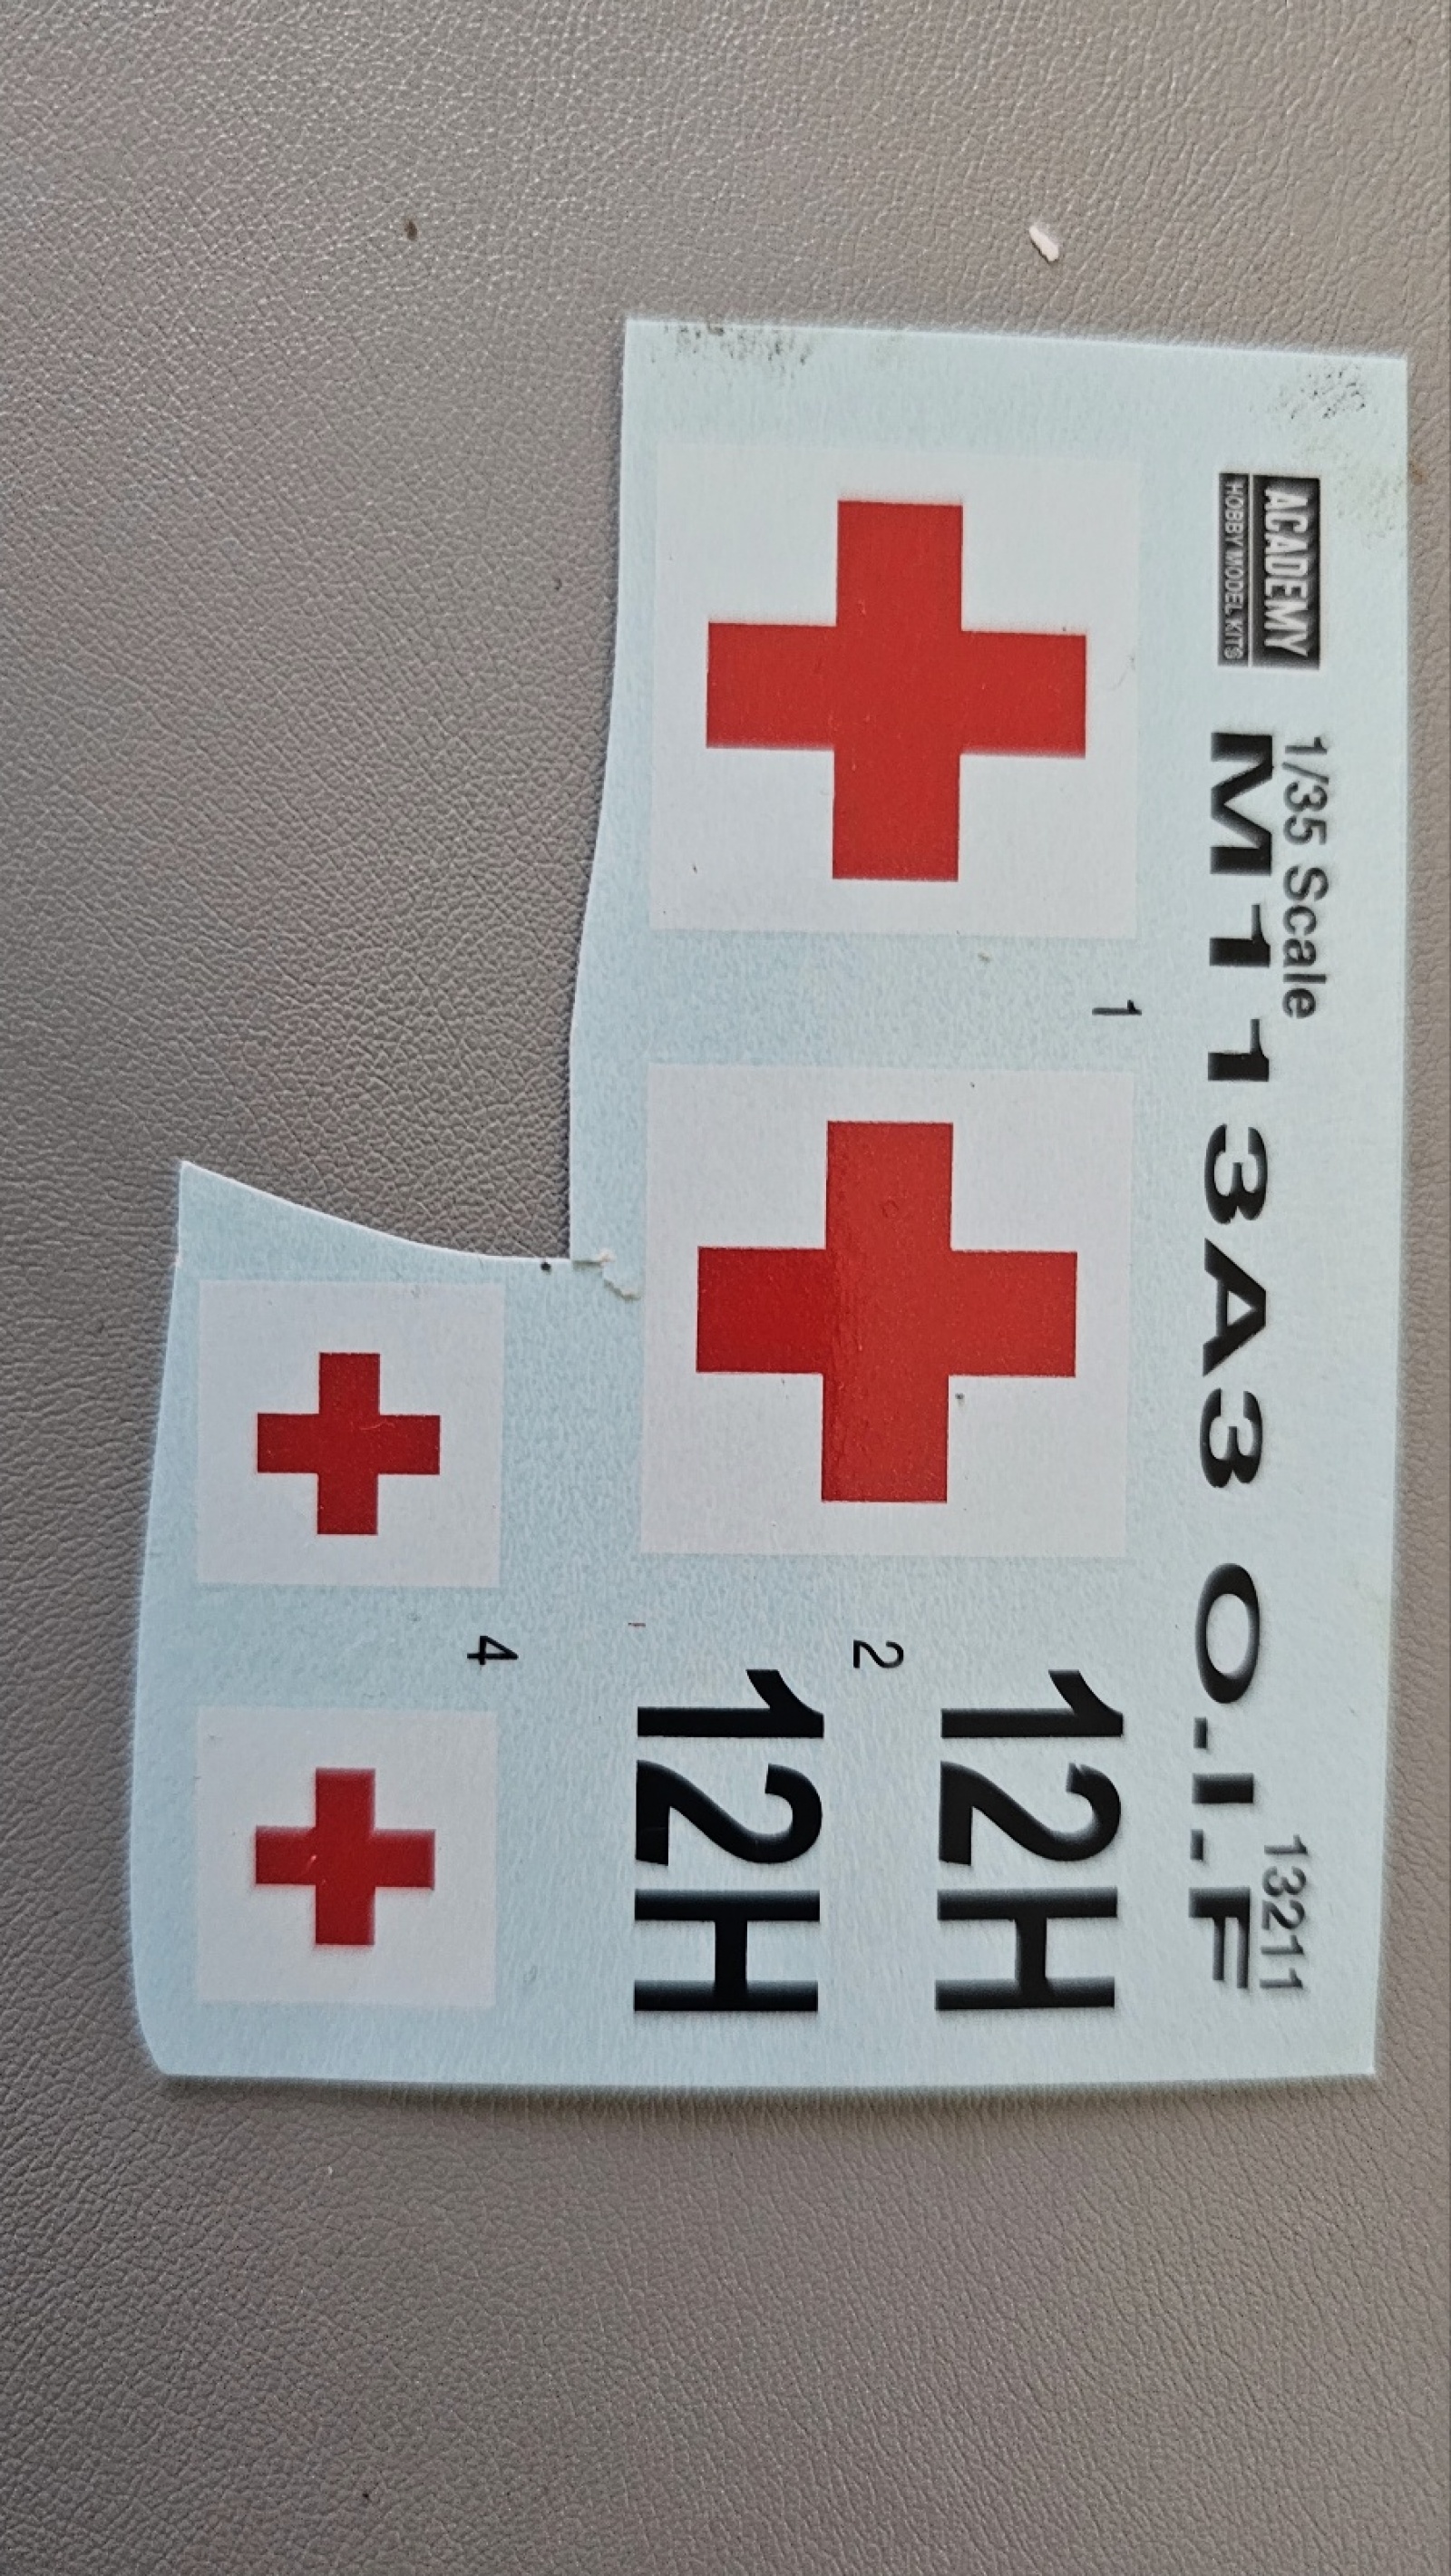 ACADEMY
HOBBY MODEL KITS
1/35 Scale
13211
M113A3 O.I.F
1
12H
2
12H
4